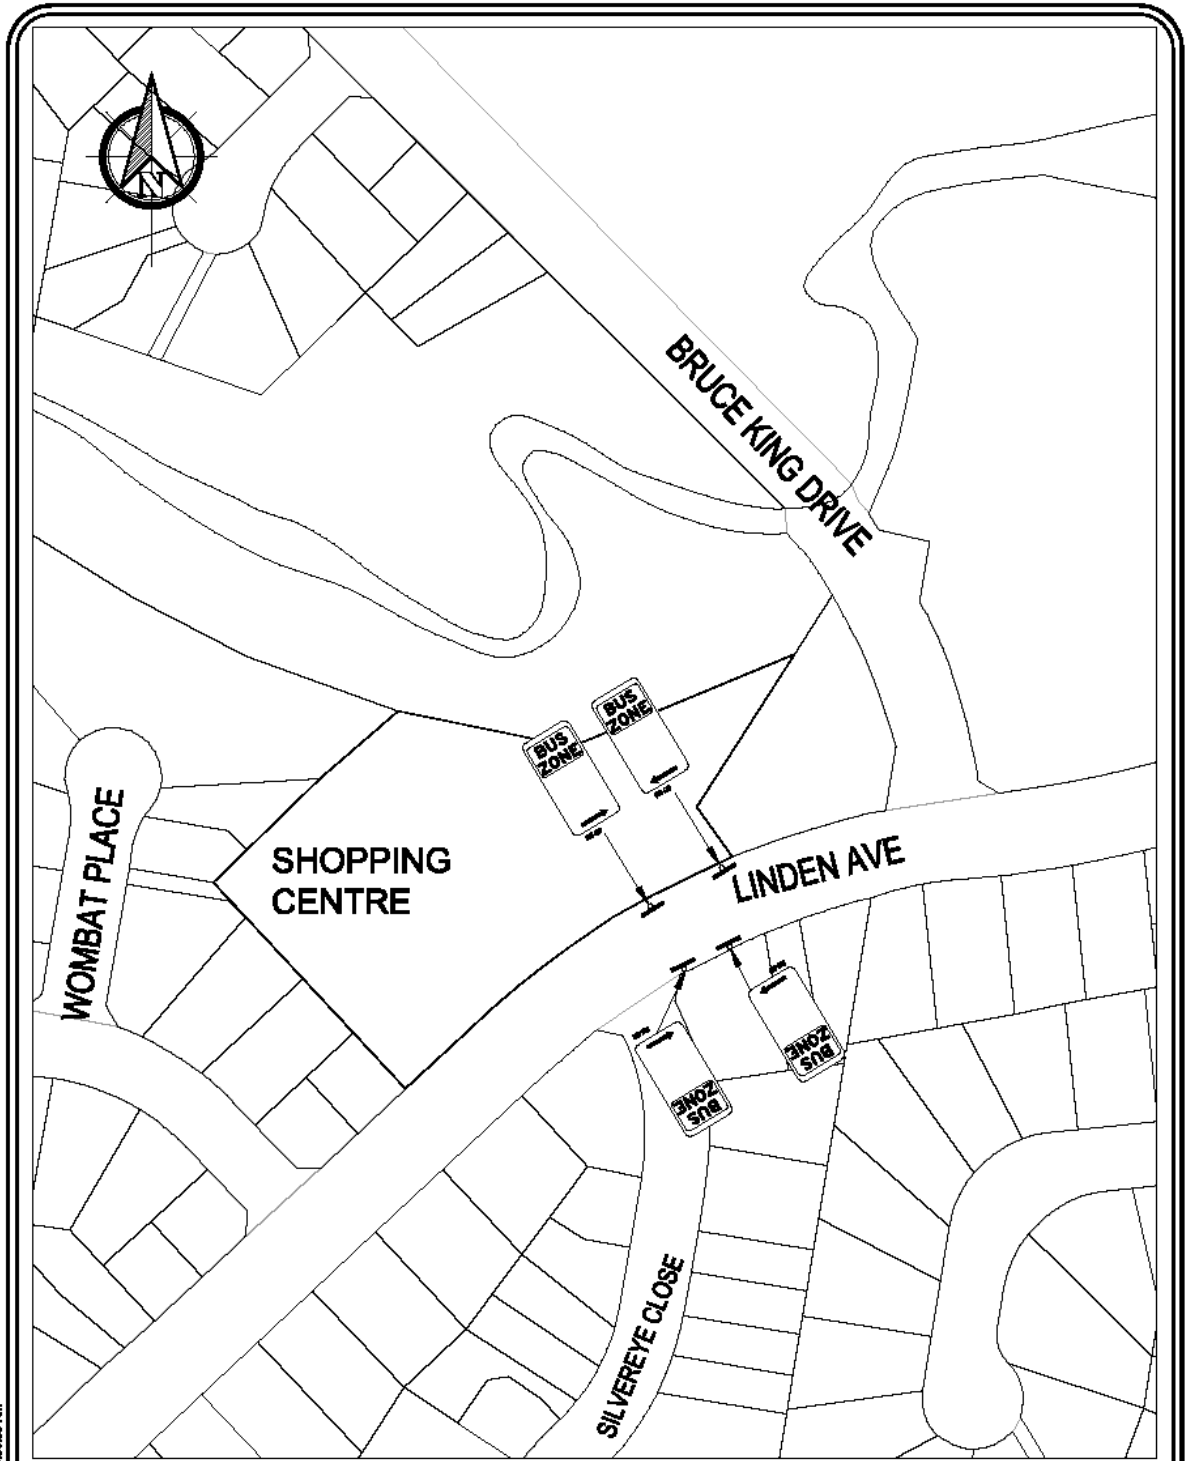 N
BRUCE KING DRIVE
BUS
ZONE
BUS
ZONE
LINDEN AVE
SHOPPING
CENTRE
WOMBAT PLACE
BUS
ZONE
BUS
ZONE
SILVEREYE CLOSE